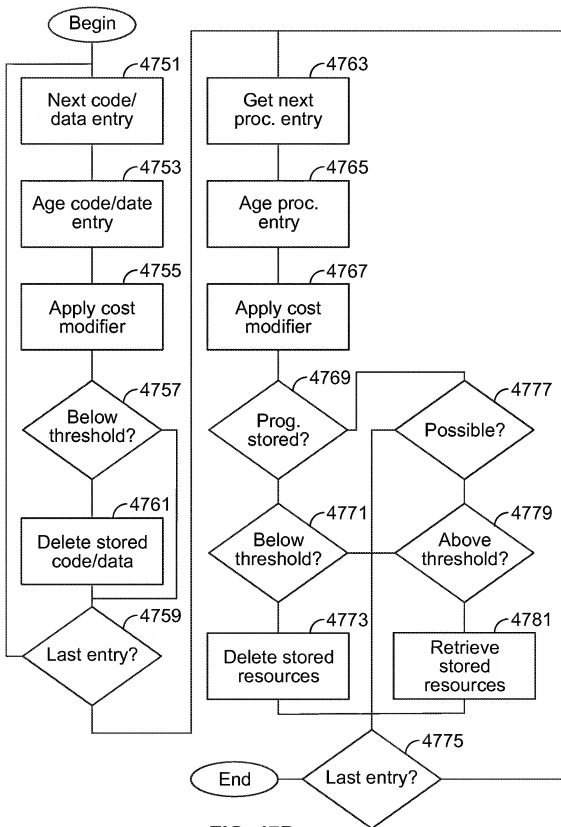 Begin
4751
Next code/
data entry
4753
Age code/date
entry
4755
Apply cost
modifier
4757
Below
threshold?
4761
Delete stored
code/data
4759
Last entry?
4763
Get next
proc. entry
4765
Age proc.
entry
4767
Apply cost
modifier
4769
Prog.
stored?
4771
Below
threshold?
4773
Delete stored
resources
4777
Possible?
4779
Above
threshold?
4781
Retrieve
stored
resources
4775
Last entry?
End